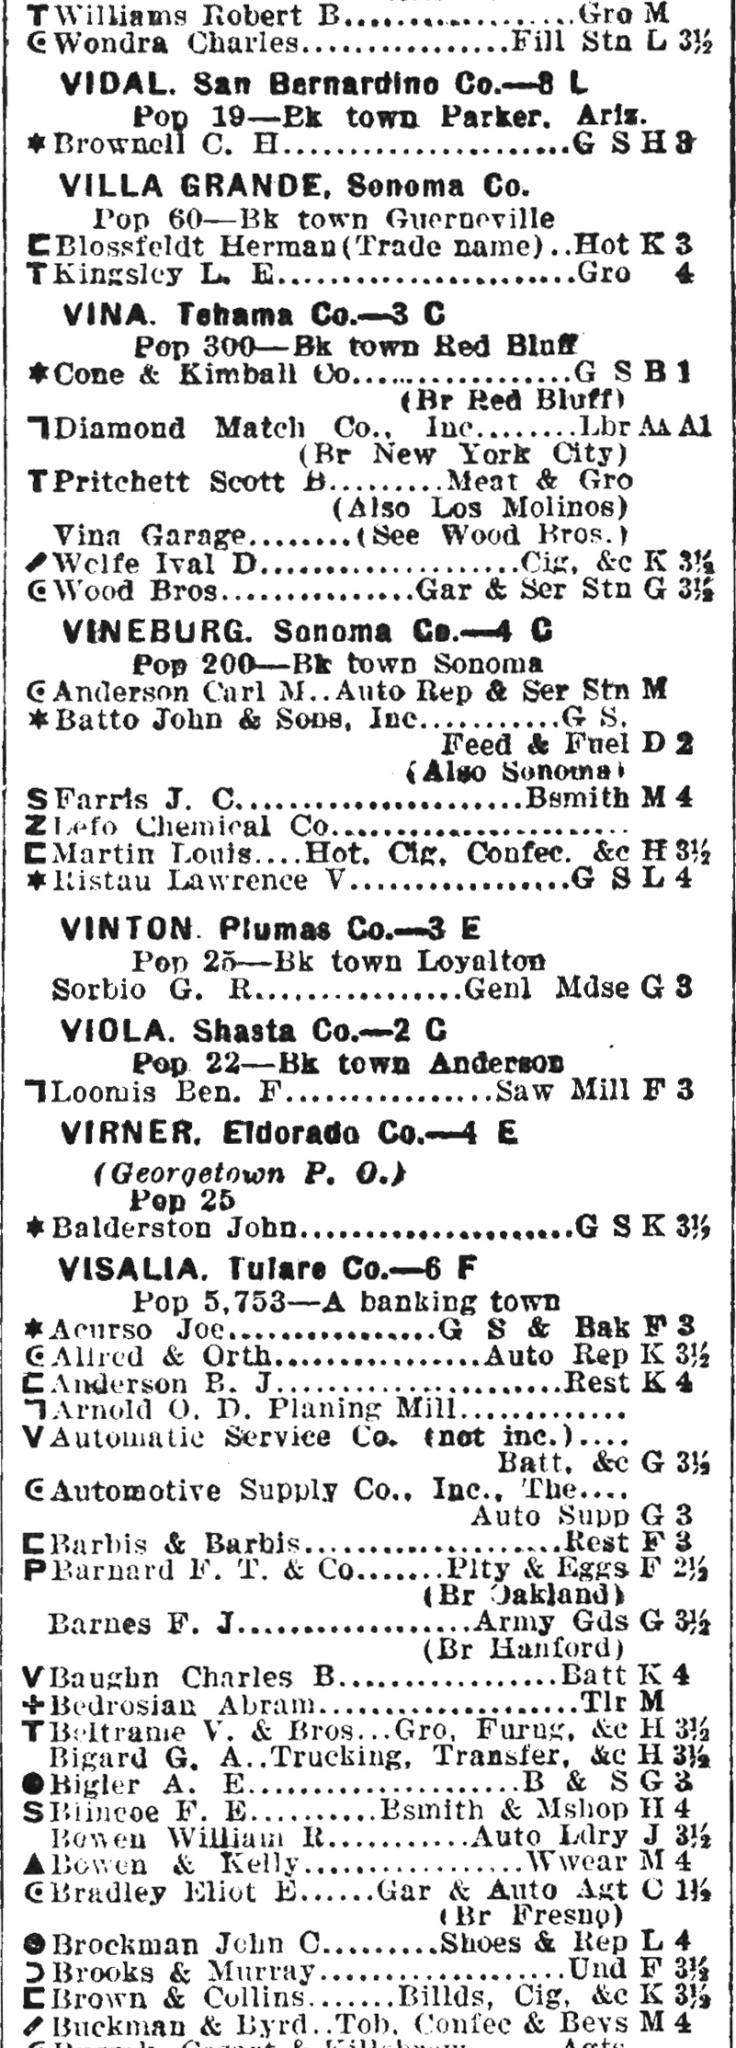 T Williams Robert B....................Gro M
C Wondra Charles................Fill Stn L 3½
VIDAL. San Bernardino Co.—8 L
Pop 19—Bk town Parker, Ariz.
* Brownell C. H......................G S H 3
VILLA GRANDE, Sonoma Co.
Pop 60—Bk town Guerneville
C Blossfeldt Herman(Trade name)..Hot K 3
T Kingsley L. E.......................Gro 4
VINA. Tehama Co.—3 C
Pop 300—Bk town Red Bluff
* Cone & Kimball Co..................G S B 1
(Br Red Bluff)
Diamond Match Co., Inc........Lbr Aa A1
(Br New York City)
T Pritchett Scott B.........Meat & Gro
(Also Los Molinos)
Vina Garage........(See Wood Bros.)
Wolfe Ival D....................Cig, &c K 3½
C Wood Bros...............Gar & Ser Stn G 3½
VINEBURG. Sonoma Co.—4 C
Pop 200—Bk town Sonoma
C Anderson Carl M..Auto Rep & Ser Stn M
* Batto John & Sons, Inc...........G S,
Feed & Fuel D 2
(Also Sonoma)
S Farris J. C......................Bsmith M 4
Z Lefo Chemical Co.......................
C Martin Louis....Hot, Cig, Confec. &c H 3½
* Ristau Lawrence V.................G S L 4
VINTON. Plumas Co.—3 E
Pop 25—Bk town Loyalton
Sorbio G. R................Genl Mdse G 3
VIOLA. Shasta Co.—2 C
Pop 22—Bk town Anderson
Loomis Ben. F................Saw Mill F 3
VIRNER, Eldorado Co.—4 E
(Georgetown P. O.)
Pop 25
* Balderston John.....................G S K 3½
VISALIA. Tulare Co.—6 F
Pop 5,753—A banking town
* Acurso Joe................G S & Bak F 3
C Allred & Orth................Auto Rep K 3½
C Anderson B. J......................Rest K 4
Arnold O. D. Planing Mill.............
V Automatic Service Co. (not inc.)....
Batt, &c G 3½
C Automotive Supply Co., Inc., The....
Auto Supp G 3
C Barbis & Barbis....................Rest F 3
P Barnard F. T. & Co.......Plty & Eggs F 2½
(Br Oakland)
Barnes F. J..................Army Gds G 3½
(Br Hanford)
V Baughn Charles B.................Batt K 4
+ Bedrosian Abram....................Tlr M
T Beltrame V. & Bros...Gro, Furng, &c H 3½
Bigard G. A..Trucking, Transfer, &c H 3½
● Bigler A. E.....................B & S G 3
S Blincoe F. E..........Bsmith & Mshop H 4
Bowen William R...........Auto Ldry J 3½
▲ Bowen & Kelly.................Wwear M 4
C Bradley Eliot E......Gar & Auto Agt C 1½
(Br Fresno)
● Brockman John C.........Shoes & Rep L 4
Ɔ Brooks & Murray...................Und F 3½
C Brown & Collins.......Billds, Cig, &c K 3½
Buckman & Byrd..Tob, Confec & Bevs M 4